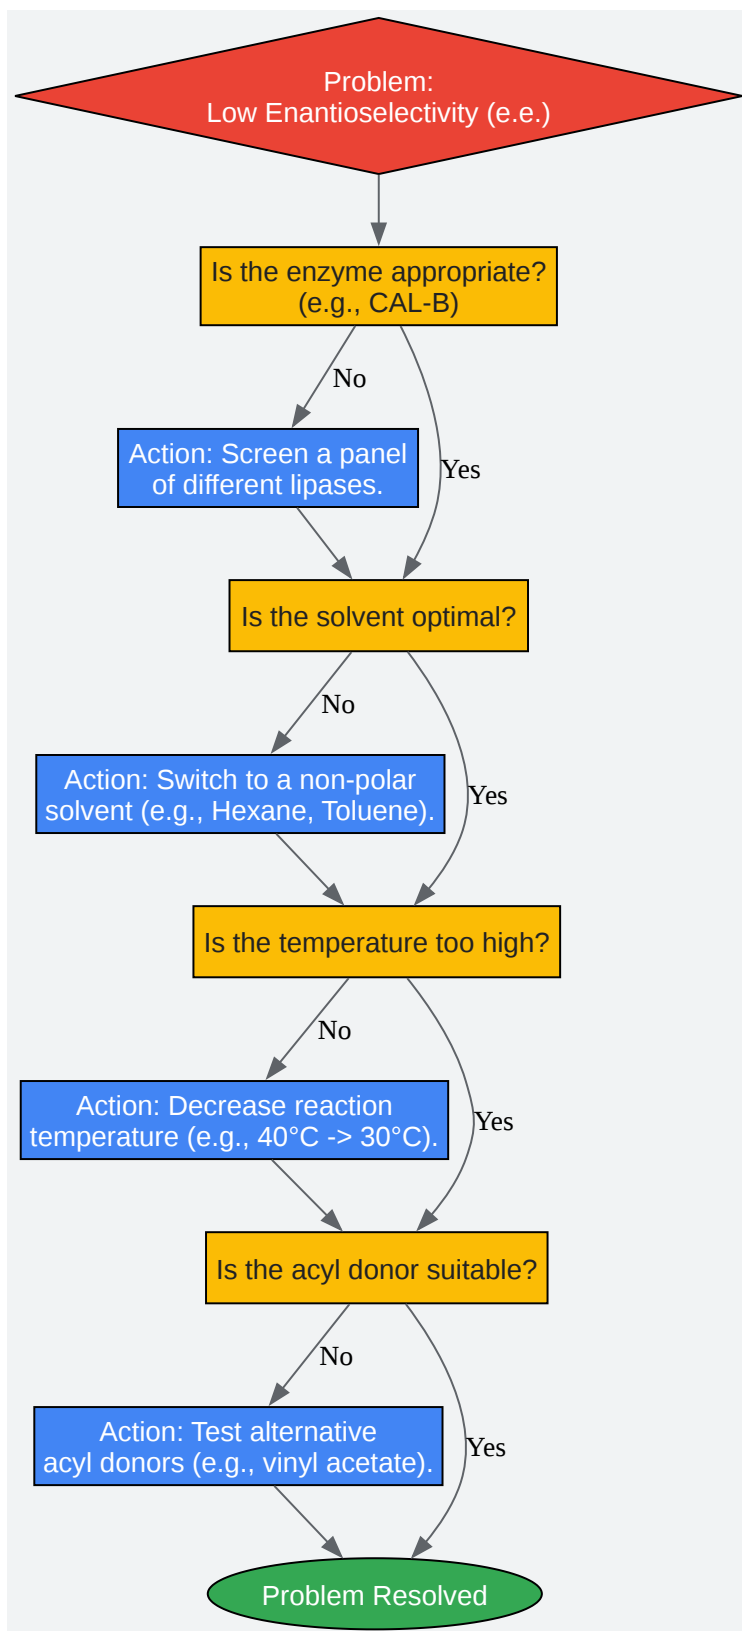 Problem:
Low Enantioselectivity (e.e.)
Is the enzyme appropriate?
(e.g., CAL-B)
No
Action: Screen a panel
of different lipases.
Yes
Is the solvent optimal?
No
Action: Switch to a non-polar
solvent (e.g., Hexane, Toluene).
Yes
Is the temperature too high?
No
Action: Decrease reaction
temperature (e.g., 40°C -> 30°C).
Yes
Is the acyl donor suitable?
No
Action: Test alternative
acyl donors (e.g., vinyl acetate).
Yes
Problem Resolved